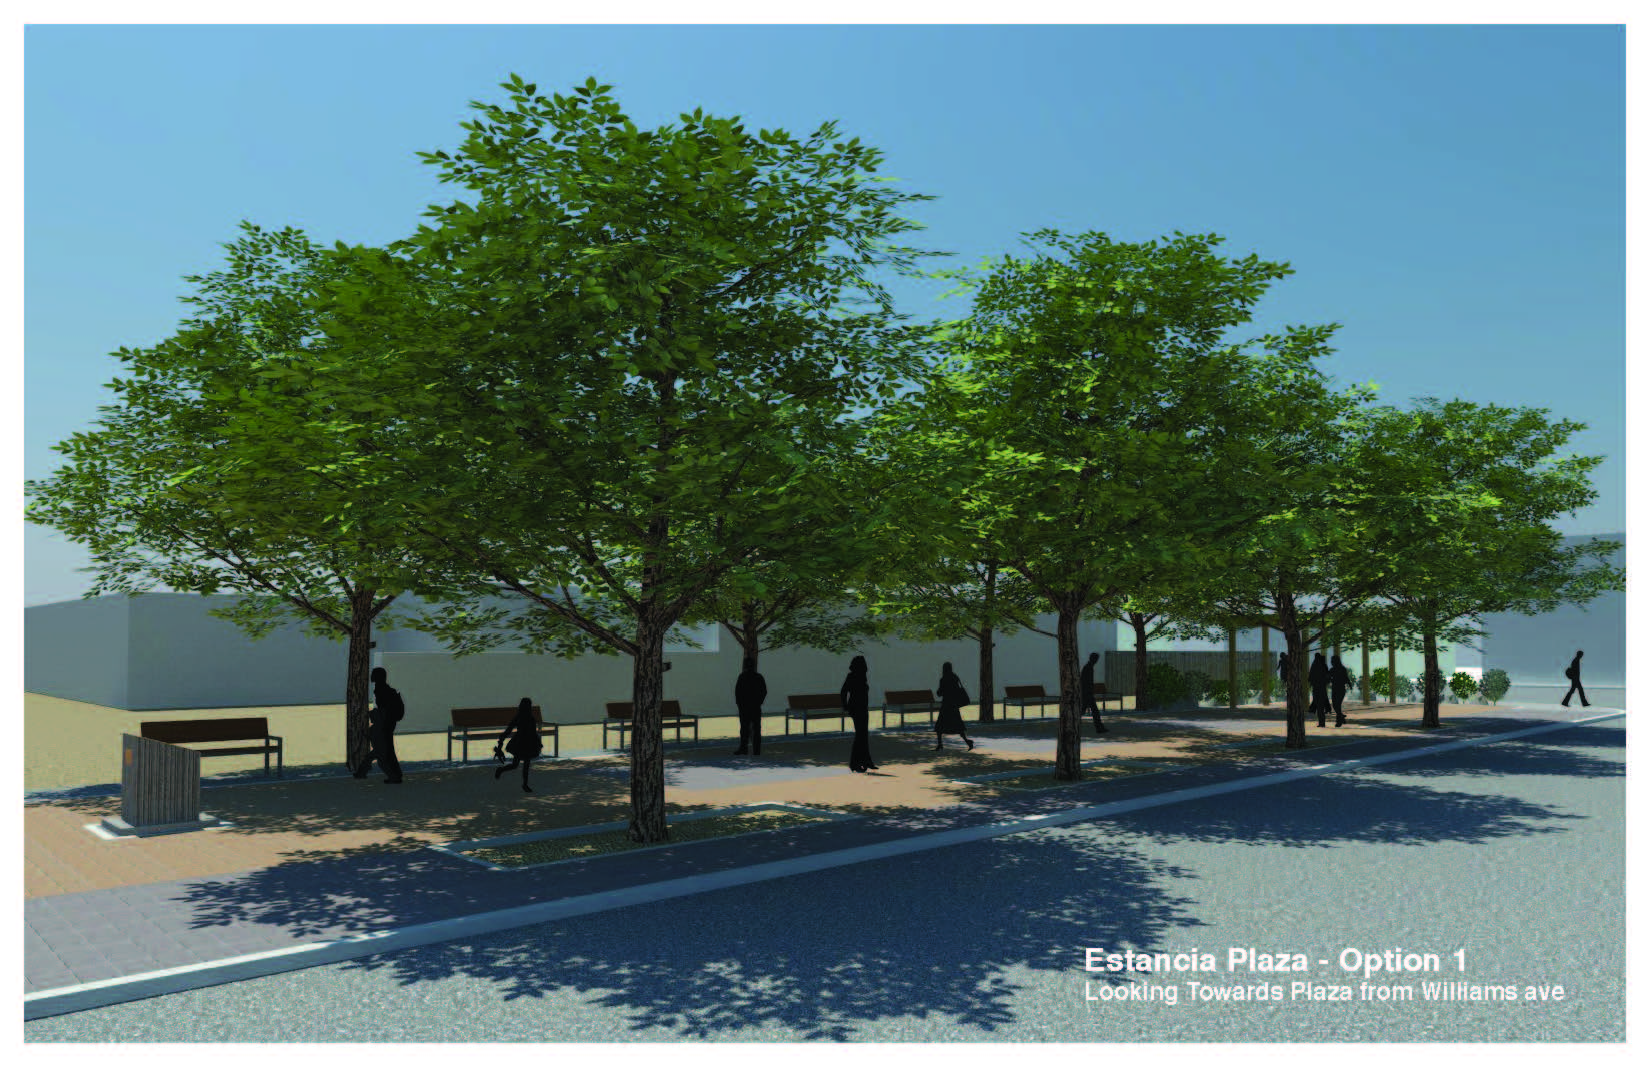 Estancia Plaza - Option 1
Looking Towards Plaza from Williams ave